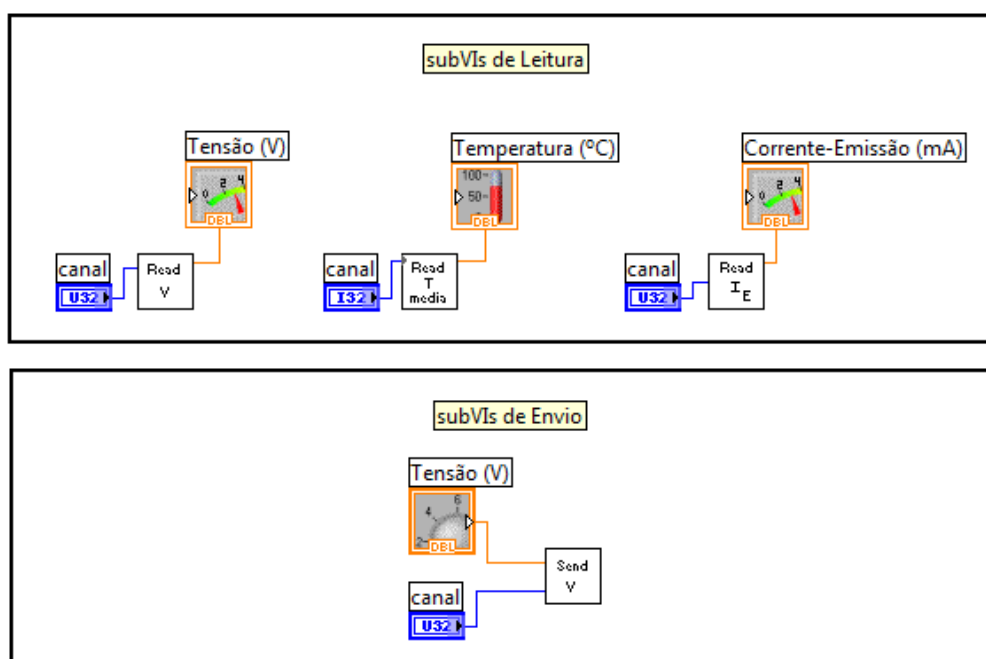 subVIs de Leitura
Tensão (V)
Temperatura (ºC)
Corrente-Emissão (mA)
0 2 4
DBL
100
50
DBL
0 2 4
DBL
canal
U32
Read
V
canal
I32
Read
T
media
canal
U32
Read
I E
subVIs de Envio
Tensão (V)
2 4 6
DBL
canal
U32
Send
V